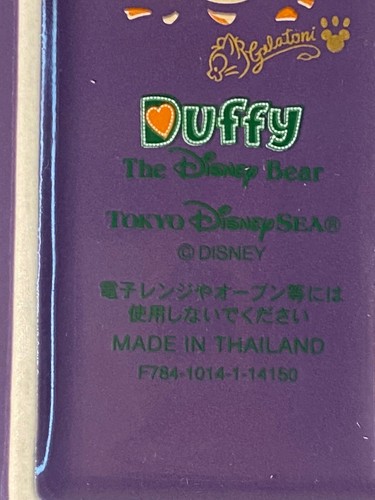 Gelatoni
Duffy
The Disney Bear
TOKYO DISNEYSEA®
© DISNEY
電子レンジやオーブン等には
使用しないでください
MADE IN THAILAND
F784-1014-1-14150